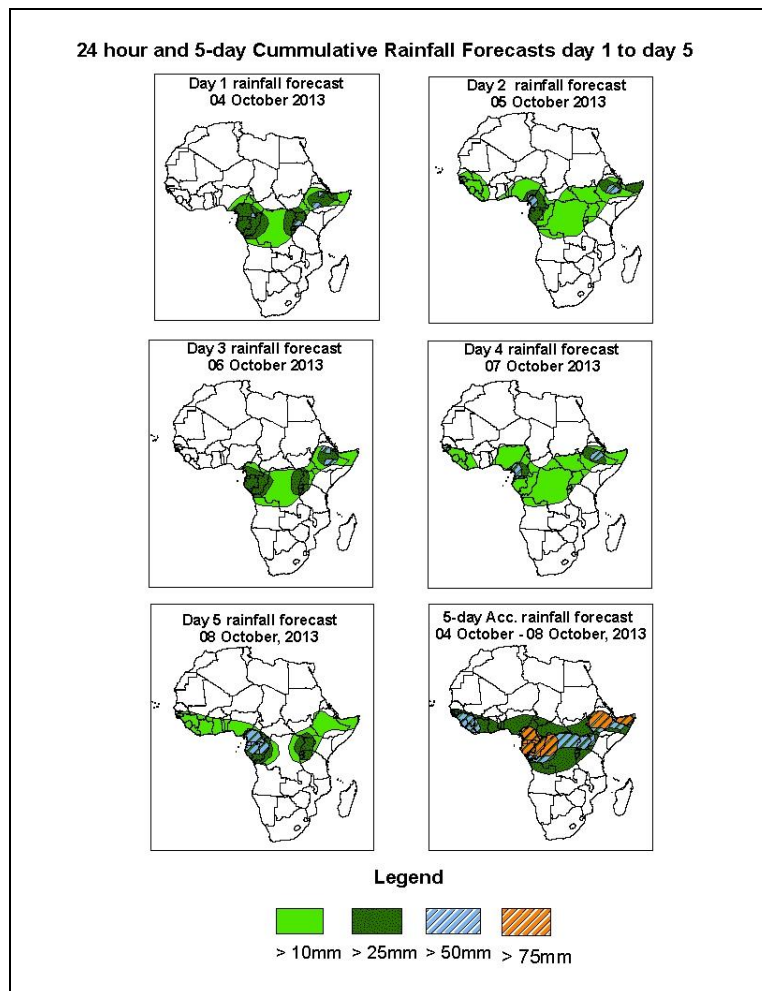 24 hour and 5-day Cummulative Rainfall Forecasts day 1 to day 5
Day 1 rainfall forecast
04 October 2013
Day 2 rainfall forecast
05 October 2013
Day 3 rainfall forecast
06 October 2013
Day 4 rainfall forecast
07 October 2013
Day 5 rainfall forecast
08 October, 2013
5-day Acc. rainfall forecast
04 October - 08 October, 2013
Legend
> 10mm > 25mm > 50mm > 75mm